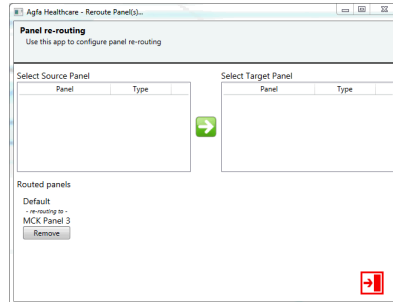 Agfa Healthcare - Reroute Panel(s)...
Panel re-routing
Use this app to configure panel re-routing
Select Source Panel
Select Target Panel
Panel Type
Panel Type
Routed panels
Default
- re-routing to -
MCK Panel 3
Remove